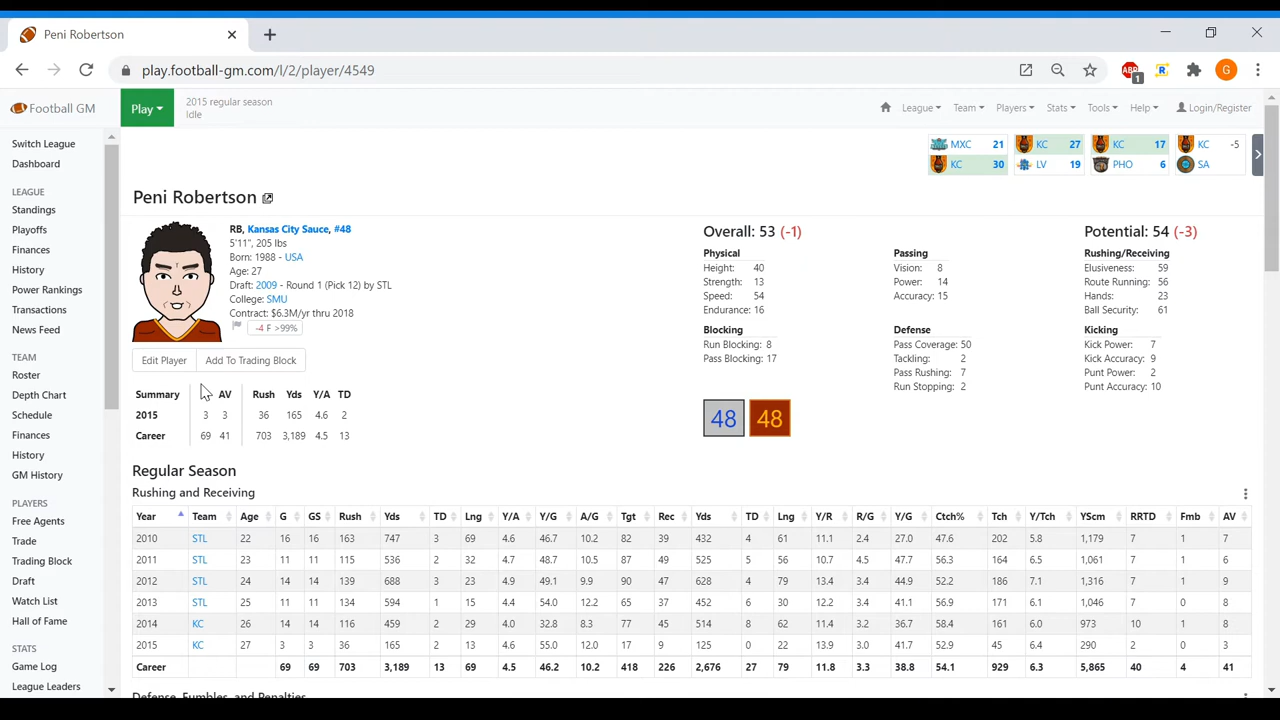 Peni Robertson
play.football-gm.com/l/2/player/4549
ABP 1 R G
Football GM
Play
2015 regular season
Idle
League Team Players Stats Tools Help Login/Register
Switch League
Dashboard
LEAGUE
Standings
Playoffs
Finances
History
Power Rankings
Transactions
News Feed
TEAM
Roster
Depth Chart
Schedule
Finances
History
GM History
PLAYERS
Free Agents
Trade
Trading Block
Draft
Watch List
Hall of Fame
STATS
Game Log
League Leaders
MXC 21 KC 27 KC 17 KC -5
KC 30 LV 19 PHO 6 SA
Peni Robertson
RB, Kansas City Sauce, #48
5'11", 205 lbs
Born: 1988 - USA
Age: 27
Draft: 2009 - Round 1 (Pick 12) by STL
College: SMU
Contract: $6.3M/yr thru 2018
-4 F >99%
Edit Player Add To Trading Block
Summary AV Rush Yds Y/A TD
2015 3 3 36 165 4.6 2
Career 69 41 703 3,189 4.5 13
Overall: 53 (-1)
Physical
Height: 40
Strength: 13
Speed: 54
Endurance: 16
Blocking
Run Blocking: 8
Pass Blocking: 17
Passing
Vision: 8
Power: 14
Accuracy: 15
Defense
Pass Coverage: 50
Tackling: 2
Pass Rushing: 7
Run Stopping: 2
Potential: 54 (-3)
Rushing/Receiving
Elusiveness: 59
Route Running: 56
Hands: 23
Ball Security: 61
Kicking
Kick Power: 7
Kick Accuracy: 9
Punt Power: 2
Punt Accuracy: 10
48 48
Regular Season
Rushing and Receiving
Year Team Age G GS Rush Yds TD Lng Y/A Y/G A/G Tgt Rec Yds TD Lng Y/R R/G Y/G Ctch% Tch Y/Tch YScm RRTD Fmb AV
2010 STL 22 16 16 163 747 3 69 4.6 46.7 10.2 82 39 432 4 61 11.1 2.4 27.0 47.6 202 5.8 1,179 7 1 7
2011 STL 23 11 11 115 536 2 32 4.7 48.7 10.5 87 49 525 5 56 10.7 4.5 47.7 56.3 164 6.5 1,061 7 1 6
2012 STL 24 14 14 139 688 3 23 4.9 49.1 9.9 90 47 628 4 79 13.4 3.4 44.9 52.2 186 7.1 1,316 7 1 9
2013 STL 25 11 11 134 594 1 15 4.4 54.0 12.2 65 37 452 6 30 12.2 3.4 41.1 56.9 171 6.1 1,046 7 0 8
2014 KC 26 14 14 116 459 2 29 4.0 32.8 8.3 77 45 514 8 62 11.4 3.2 36.7 58.4 161 6.0 973 10 1 8
2015 KC 27 3 3 36 165 2 13 4.6 55.0 12.0 17 9 125 0 22 13.9 3.0 41.7 52.9 45 6.4 290 2 0 3
Career 69 69 703 3,189 13 69 4.5 46.2 10.2 418 226 2,676 27 79 11.8 3.3 38.8 54.1 929 6.3 5,865 40 4 41
Defense, Fumbles, and Penalties